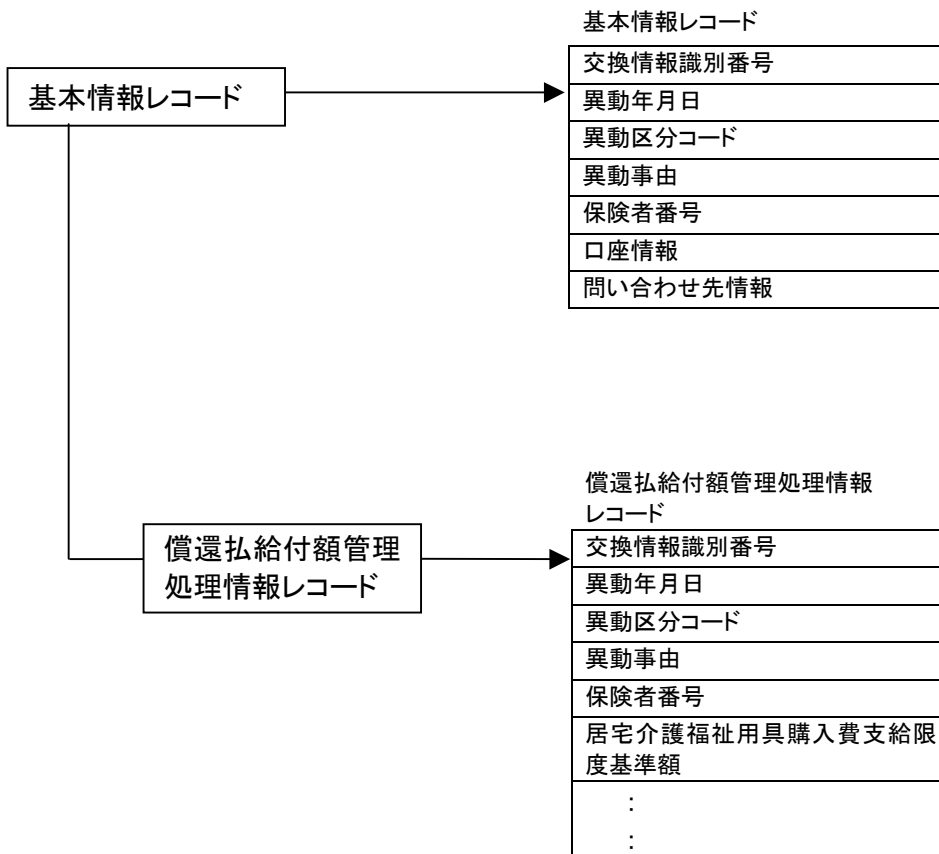 基本情報レコード
基本情報レコード
交換情報識別番号
異動年月日
異動区分コード
異動事由
保険者番号
口座情報
問い合わせ先情報
償還払給付額管理
処理情報レコード
償還払給付額管理処理情報
レコード
交換情報識別番号
異動年月日
異動区分コード
異動事由
保険者番号
居宅介護福祉用具購入費支給限
度基準額
:
: